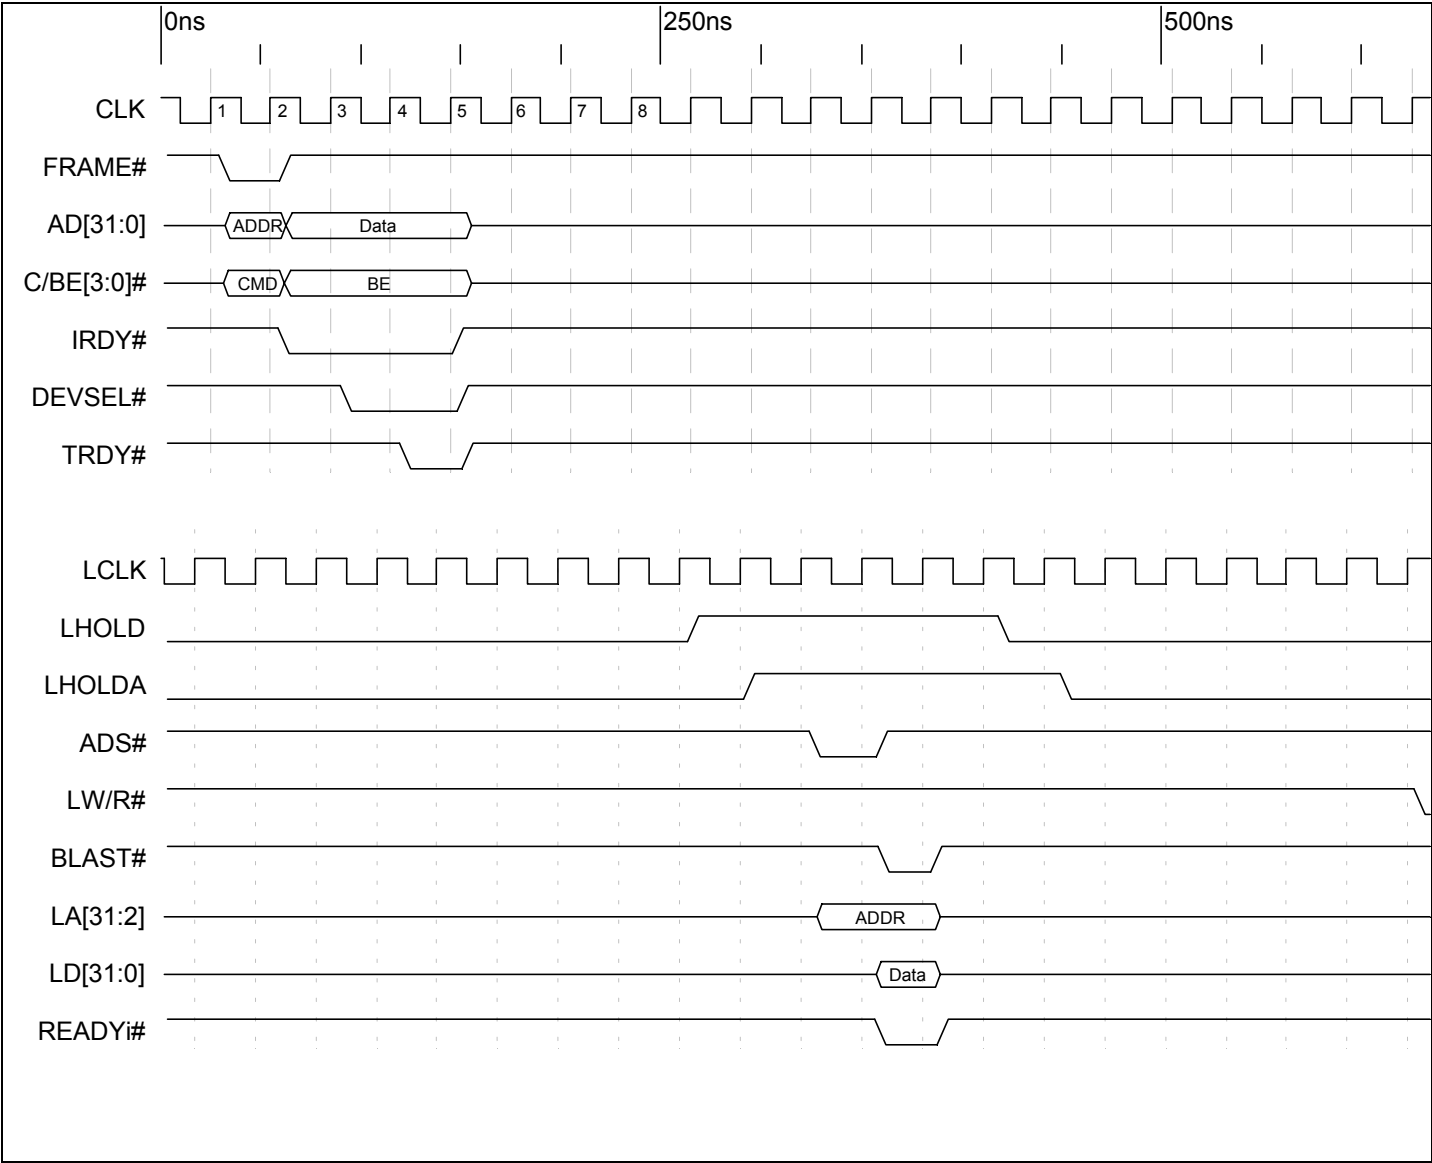 0ns 250ns 500ns
CLK 1 2 3 4 5 6 7 8
FRAME#
AD[31:0] ADDR Data
C/BE[3:0]# CMD BE
IRDY#
DEVSEL#
TRDY#
LCLK
LHOLD
LHOLDA
ADS#
LW/R#
BLAST#
LA[31:2] ADDR
LD[31:0] Data
READYi#